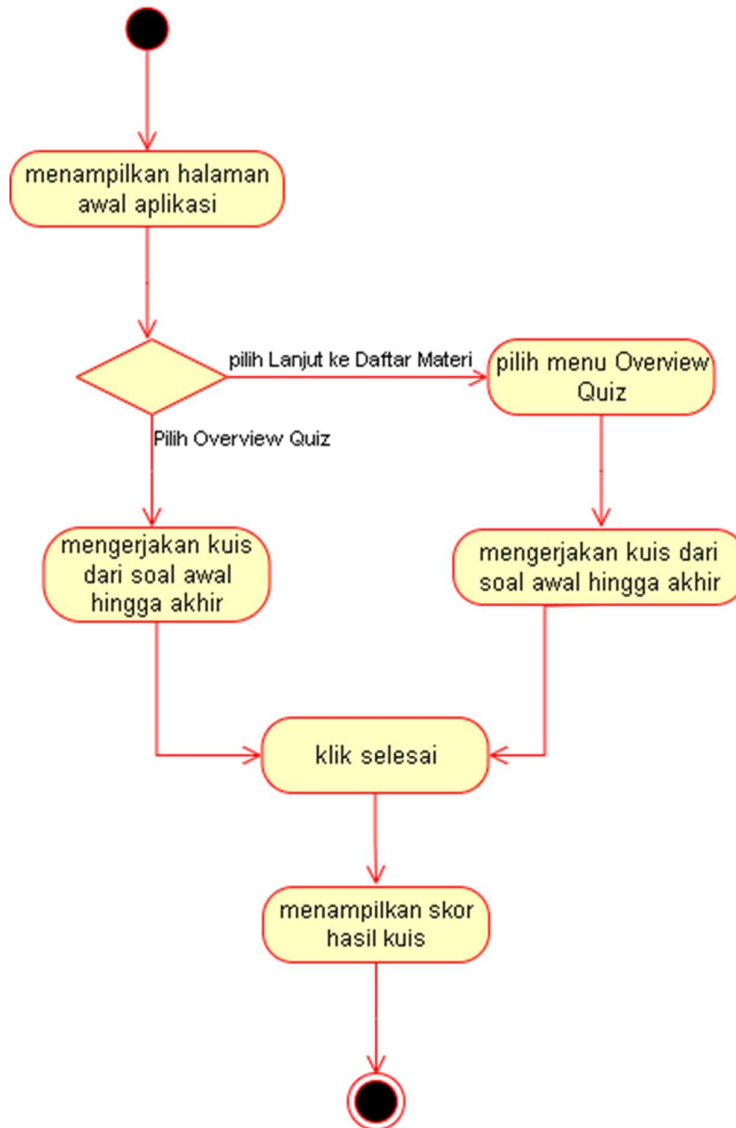 menampilkan halaman
awal aplikasi
pilih Lanjut ke Daftar Materi
pilih menu Overview
Quiz
Pilih Overview Quiz
mengerjakan kuis
dari soal awal
hingga akhir
mengerjakan kuis dari
soal awal hingga akhir
klik selesai
menampilkan skor
hasil kuis